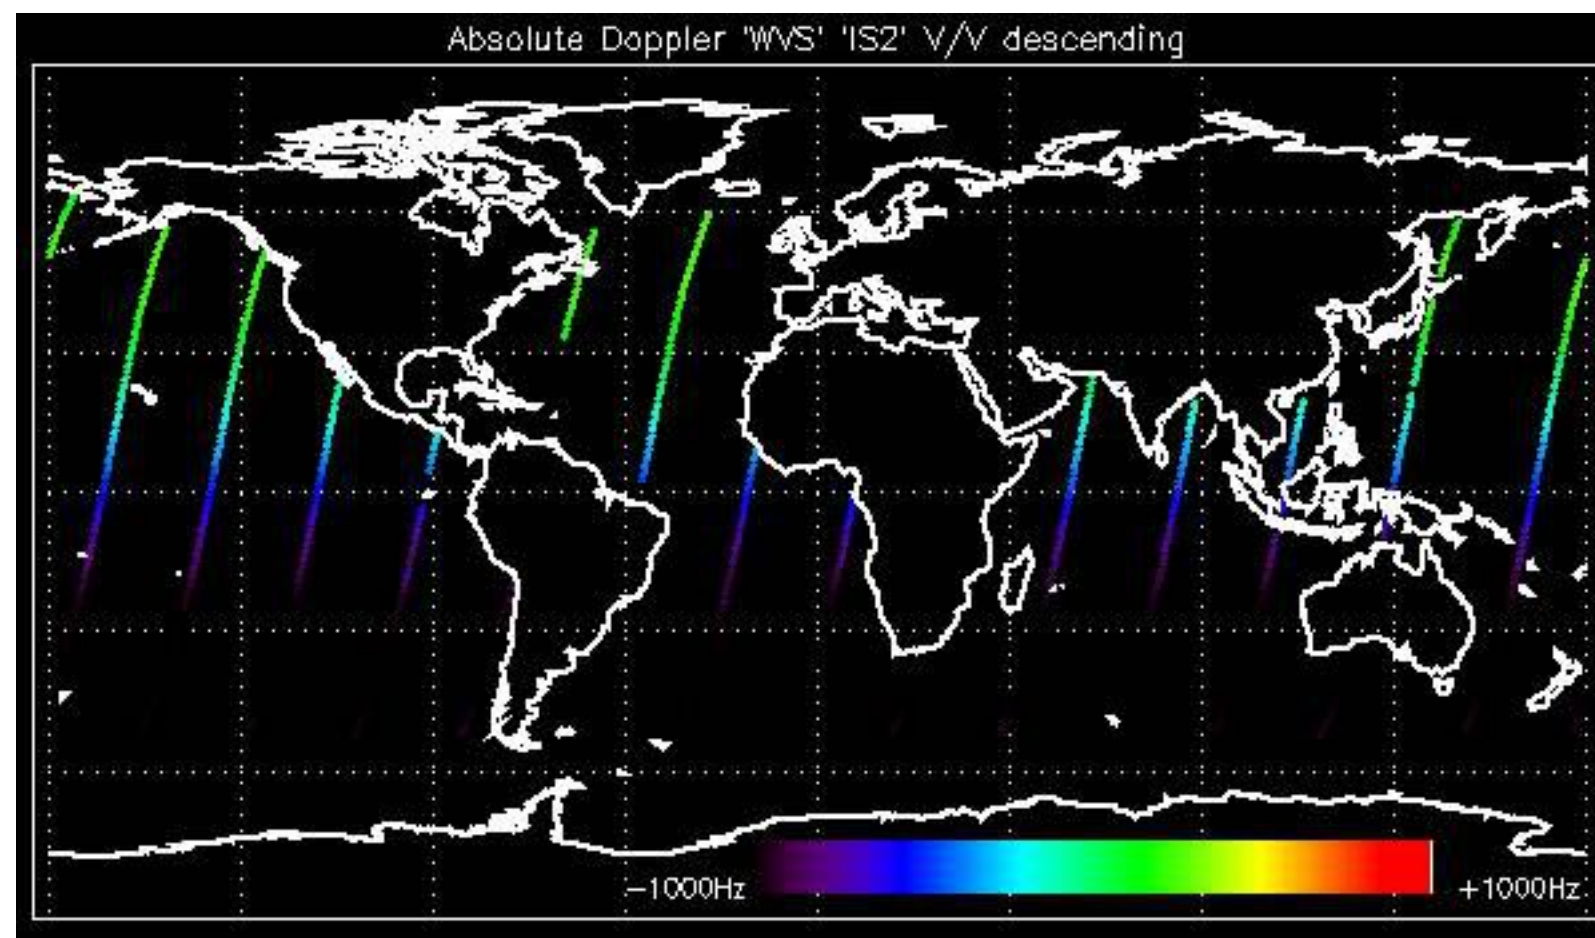 Absolute Doppler 'WVS' 'IS2' V/V descending
−1000Hz
+1000Hz